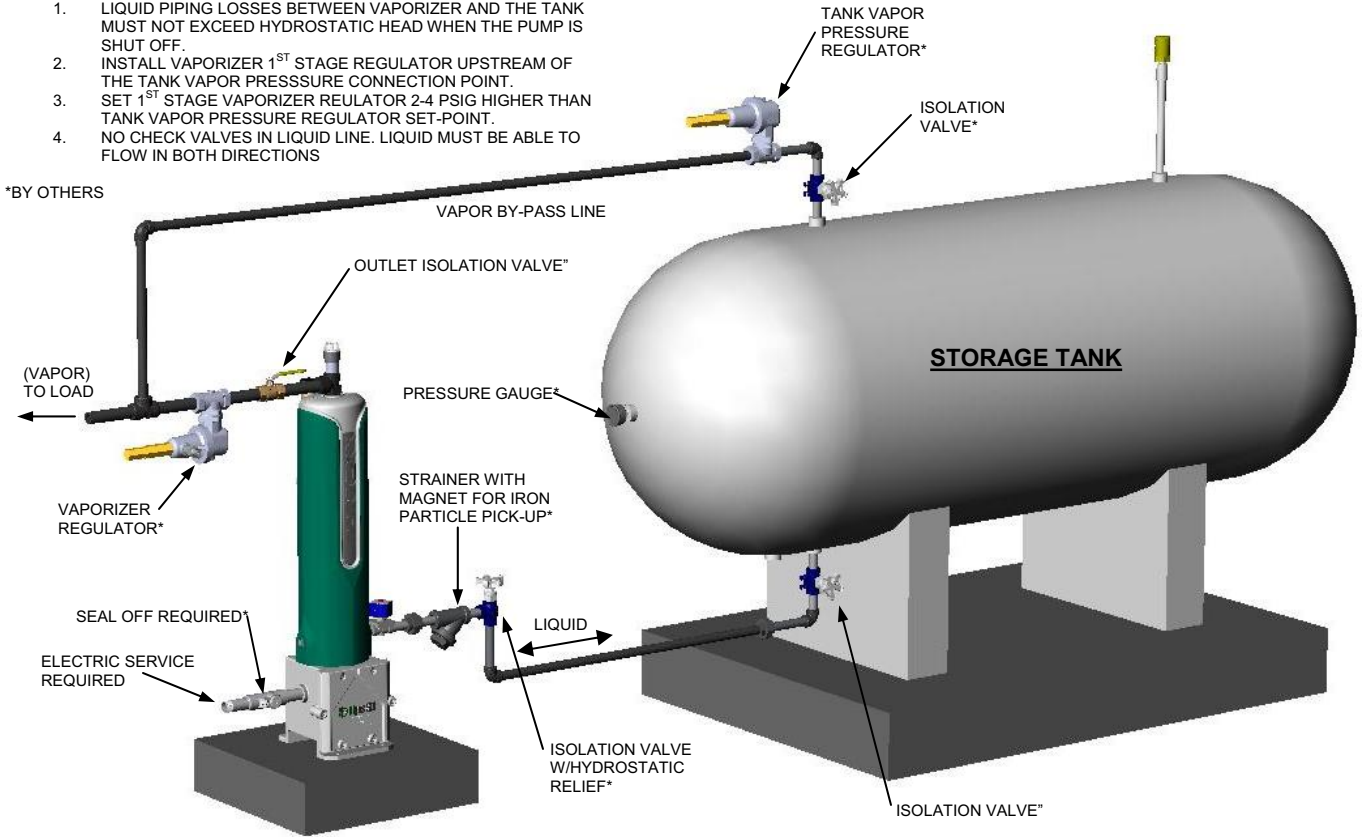 1. LIQUID PIPING LOSSES BETWEEN VAPORIZER AND THE TANK
MUST NOT EXCEED HYDROSTATIC HEAD WHEN THE PUMP IS
SHUT OFF.
2. INSTALL VAPORIZER 1ST STAGE REGULATOR UPSTREAM OF
THE TANK VAPOR PRESSSURE CONNECTION POINT.
3. SET 1ST STAGE VAPORIZER REULATOR 2-4 PSIG HIGHER THAN
TANK VAPOR PRESSURE REGULATOR SET-POINT.
4. NO CHECK VALVES IN LIQUID LINE. LIQUID MUST BE ABLE TO
FLOW IN BOTH DIRECTIONS
*BY OTHERS
TANK VAPOR
PRESSURE
REGULATOR*
ISOLATION
VALVE*
VAPOR BY-PASS LINE
OUTLET ISOLATION VALVE”
(VAPOR)
TO LOAD
STORAGE TANK
PRESSURE GAUGE*
VAPORIZER
REGULATOR*
STRAINER WITH
MAGNET FOR IRON
PARTICLE PICK-UP*
SEAL OFF REQUIRED*
LIQUID
ELECTRIC SERVICE
REQUIRED
ISOLATION VALVE
W/HYDROSTATIC
RELIEF*
ISOLATION VALVE”